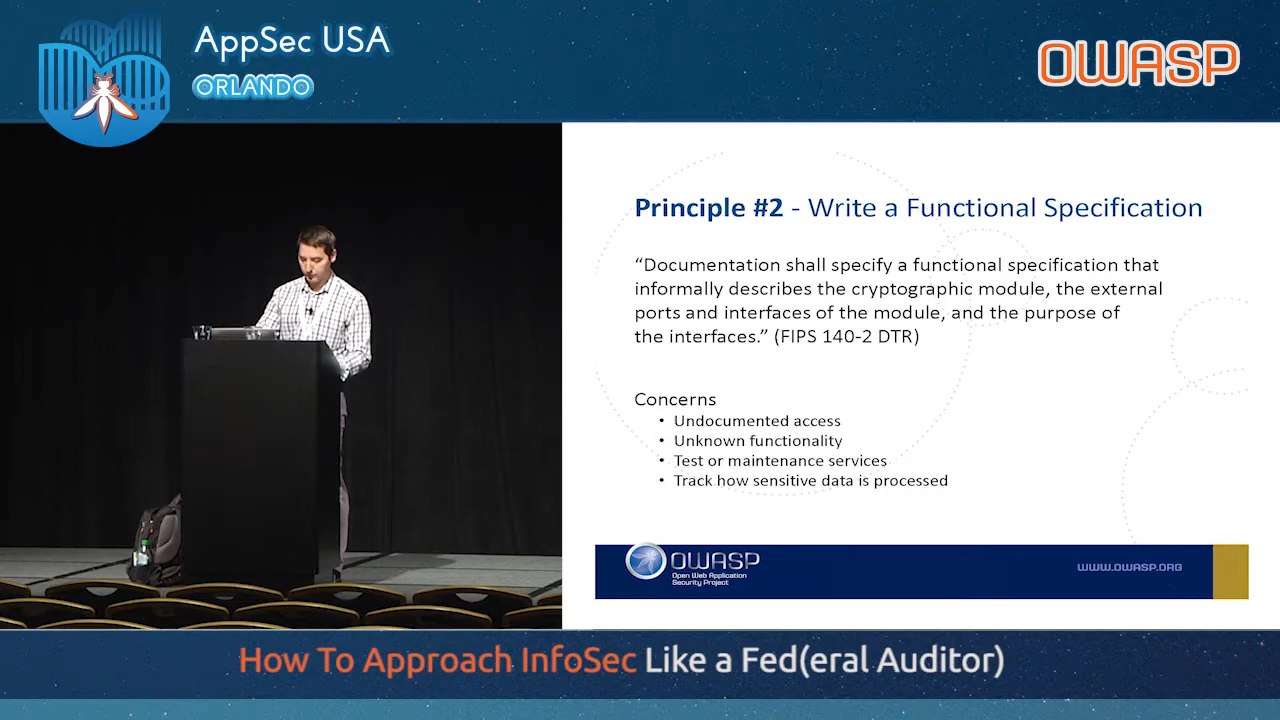 AppSec USA
ORLANDO
OWASP
Principle #2 - Write a Functional Specification
“Documentation shall specify a functional specification that
informally describes the cryptographic module, the external
ports and interfaces of the module, and the purpose of
the interfaces.” (FIPS 140-2 DTR)
Concerns
• Undocumented access
• Unknown functionality
• Test or maintenance services
• Track how sensitive data is processed
OWASP
Open Web Application
Security Project
WWW.OWASP.ORG
How To Approach InfoSec Like a Fed(eral Auditor)